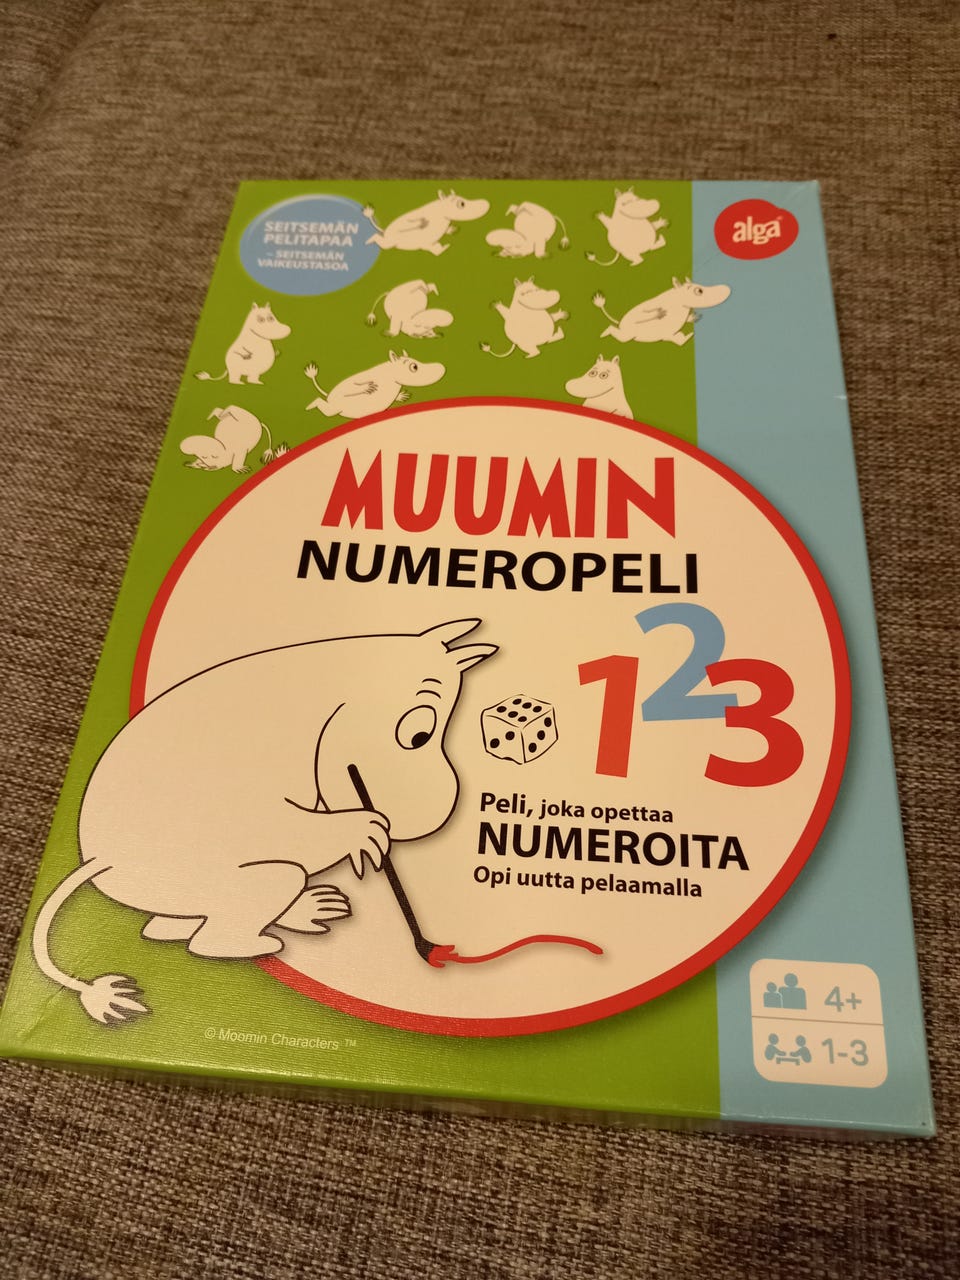 SEITSEMÄN
PELITAPAA
– SEITSEMÄN
VAIKEUSTASOA
alga
MUUMIN
NUMEROPELI
123
Peli, joka opettaa
NUMEROITA
Opi uutta pelaamalla
4+
1-3
© Moomin Characters ™